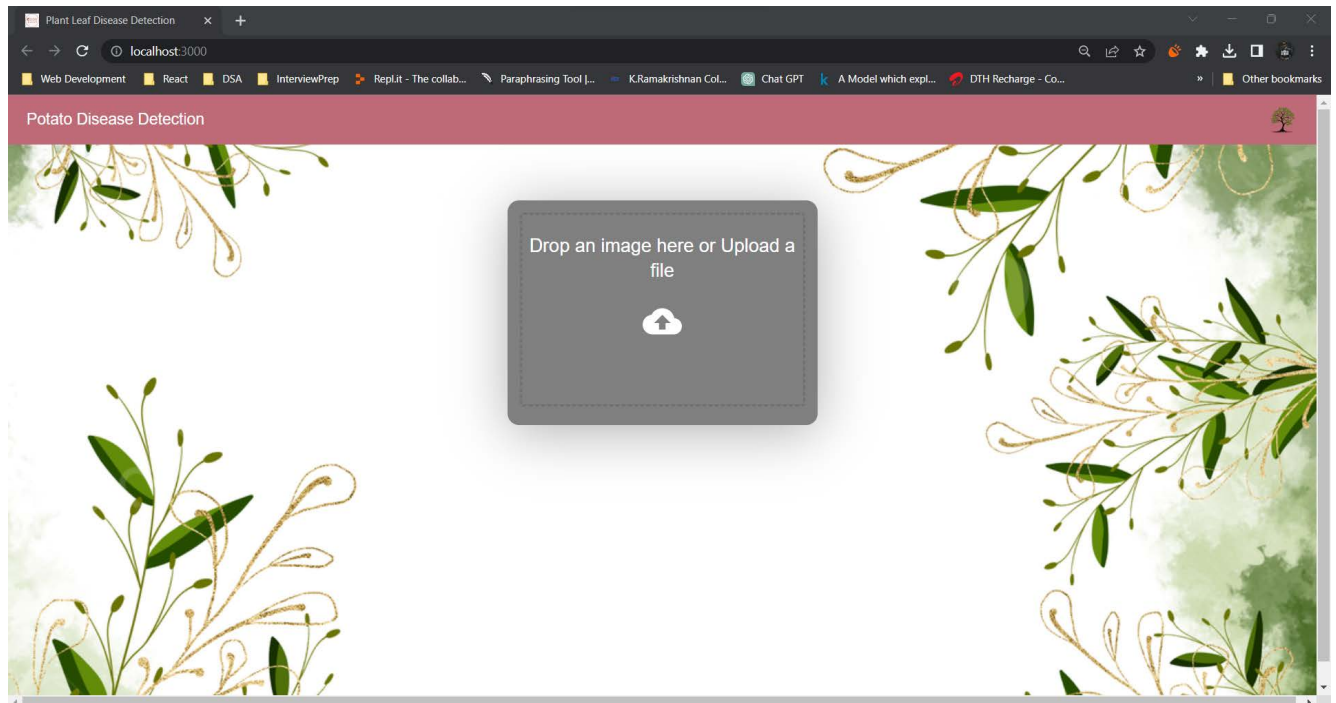 Plant Leaf Disease Detection
localhost:3000
Web Development React DSA InterviewPrep Repl.it - The collab... Paraphrasing Tool |... K.Ramakrishnan Col... Chat GPT A Model which expl... DTH Recharge - Co... » Other bookmarks
Potato Disease Detection
Drop an image here or Upload a
file